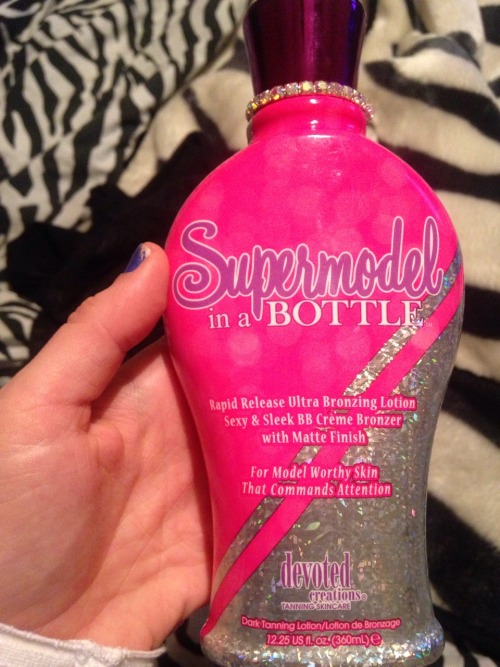 Supermodel
in a BOTTLE
Rapid Release Ultra Bronzing Lotion
Sexy & Sleek BB Crème Bronzer
with Matte Finish
For Model Worthy Skin
That Commands Attention
devoted
creations®
TANNING SKINCARE
Dark Tanning Lotion/Lotion de Bronzage
12.25 US fl. oz. (360mL) ℮